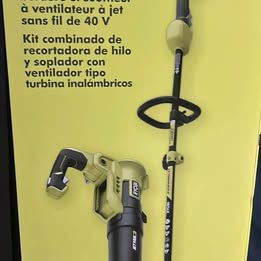 à ventilateur à jet
sans fil de 40 V
Kit combinado de
recortadora de hilo
y soplador con
ventilador tipo
turbina inalámbricos
RYOBI